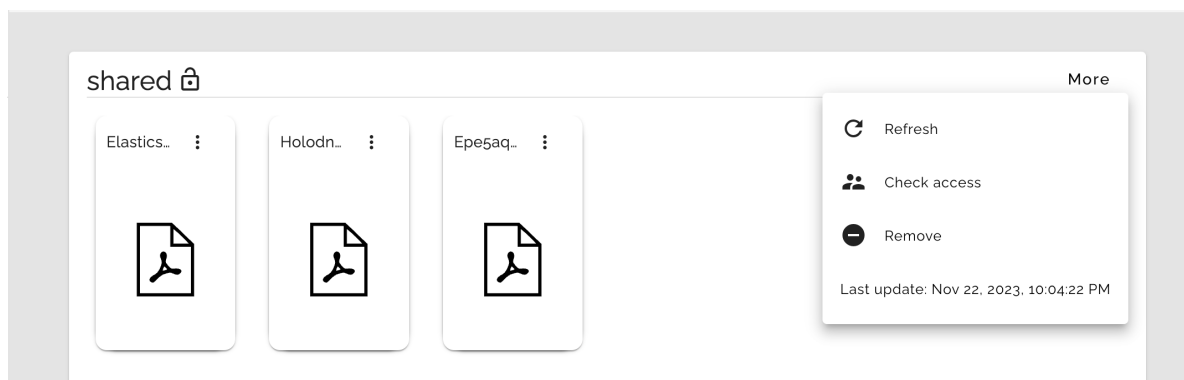 shared
More
Elastics…
Holodn…
Epe5aq…
Refresh
Check access
Remove
Last update: Nov 22, 2023, 10:04:22 PM